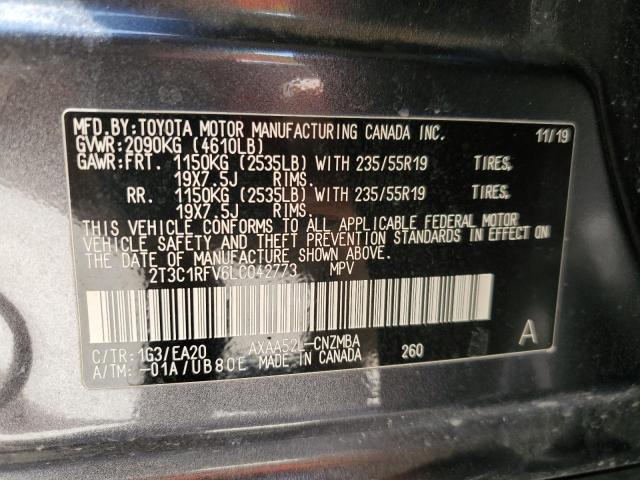 MFD.BY:TOYOTA MOTOR MANUFACTURING CANADA INC. 11/19
GVWR:2090KG (4610LB)
GAWR:FRT. 1150KG (2535LB) WITH 235/55R19 TIRES,
19X7.5J RIMS.
RR. 1150KG (2535LB) WITH 235/55R19 TIRES,
19X7.5J RIMS.
THIS VEHICLE CONFORMS TO ALL APPLICABLE FEDERAL MOTOR
VEHICLE SAFETY AND THEFT PREVENTION STANDARDS IN EFFECT ON
THE DATE OF MANUFACTURE SHOWN ABOVE.
2T3C1RFV6LC042773 MPV
C/TR:1G3/EA20 AXAA52L-CNZMBA 260 A
A/TM:-01A/UB80E MADE IN CANADA